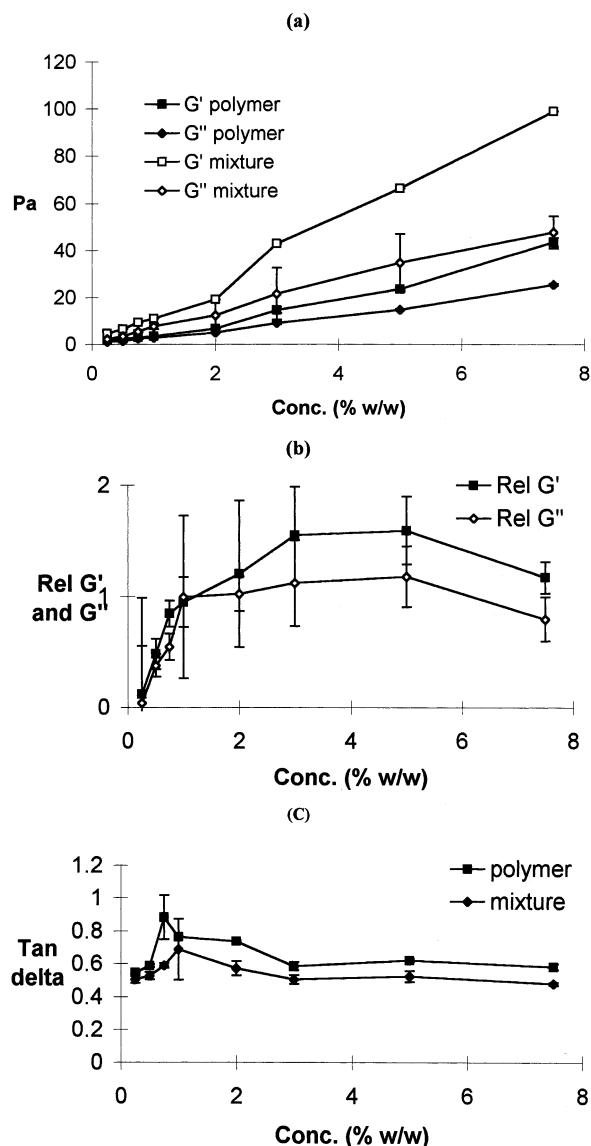 (a)
120
100
80
60
40
20
0
Pa
G' polymer
G'' polymer
G' mixture
G'' mixture
0 2 4 6 8
Conc. (% w/w)
(b)
2
1
0
Rel G'
and G''
Rel G'
Rel G''
0 2 4 6 8
Conc. (% w/w)
(C)
1.2
1
0.8
0.6
0.4
0.2
0
Tan
delta
polymer
mixture
0 2 4 6 8
Conc. (% w/w)